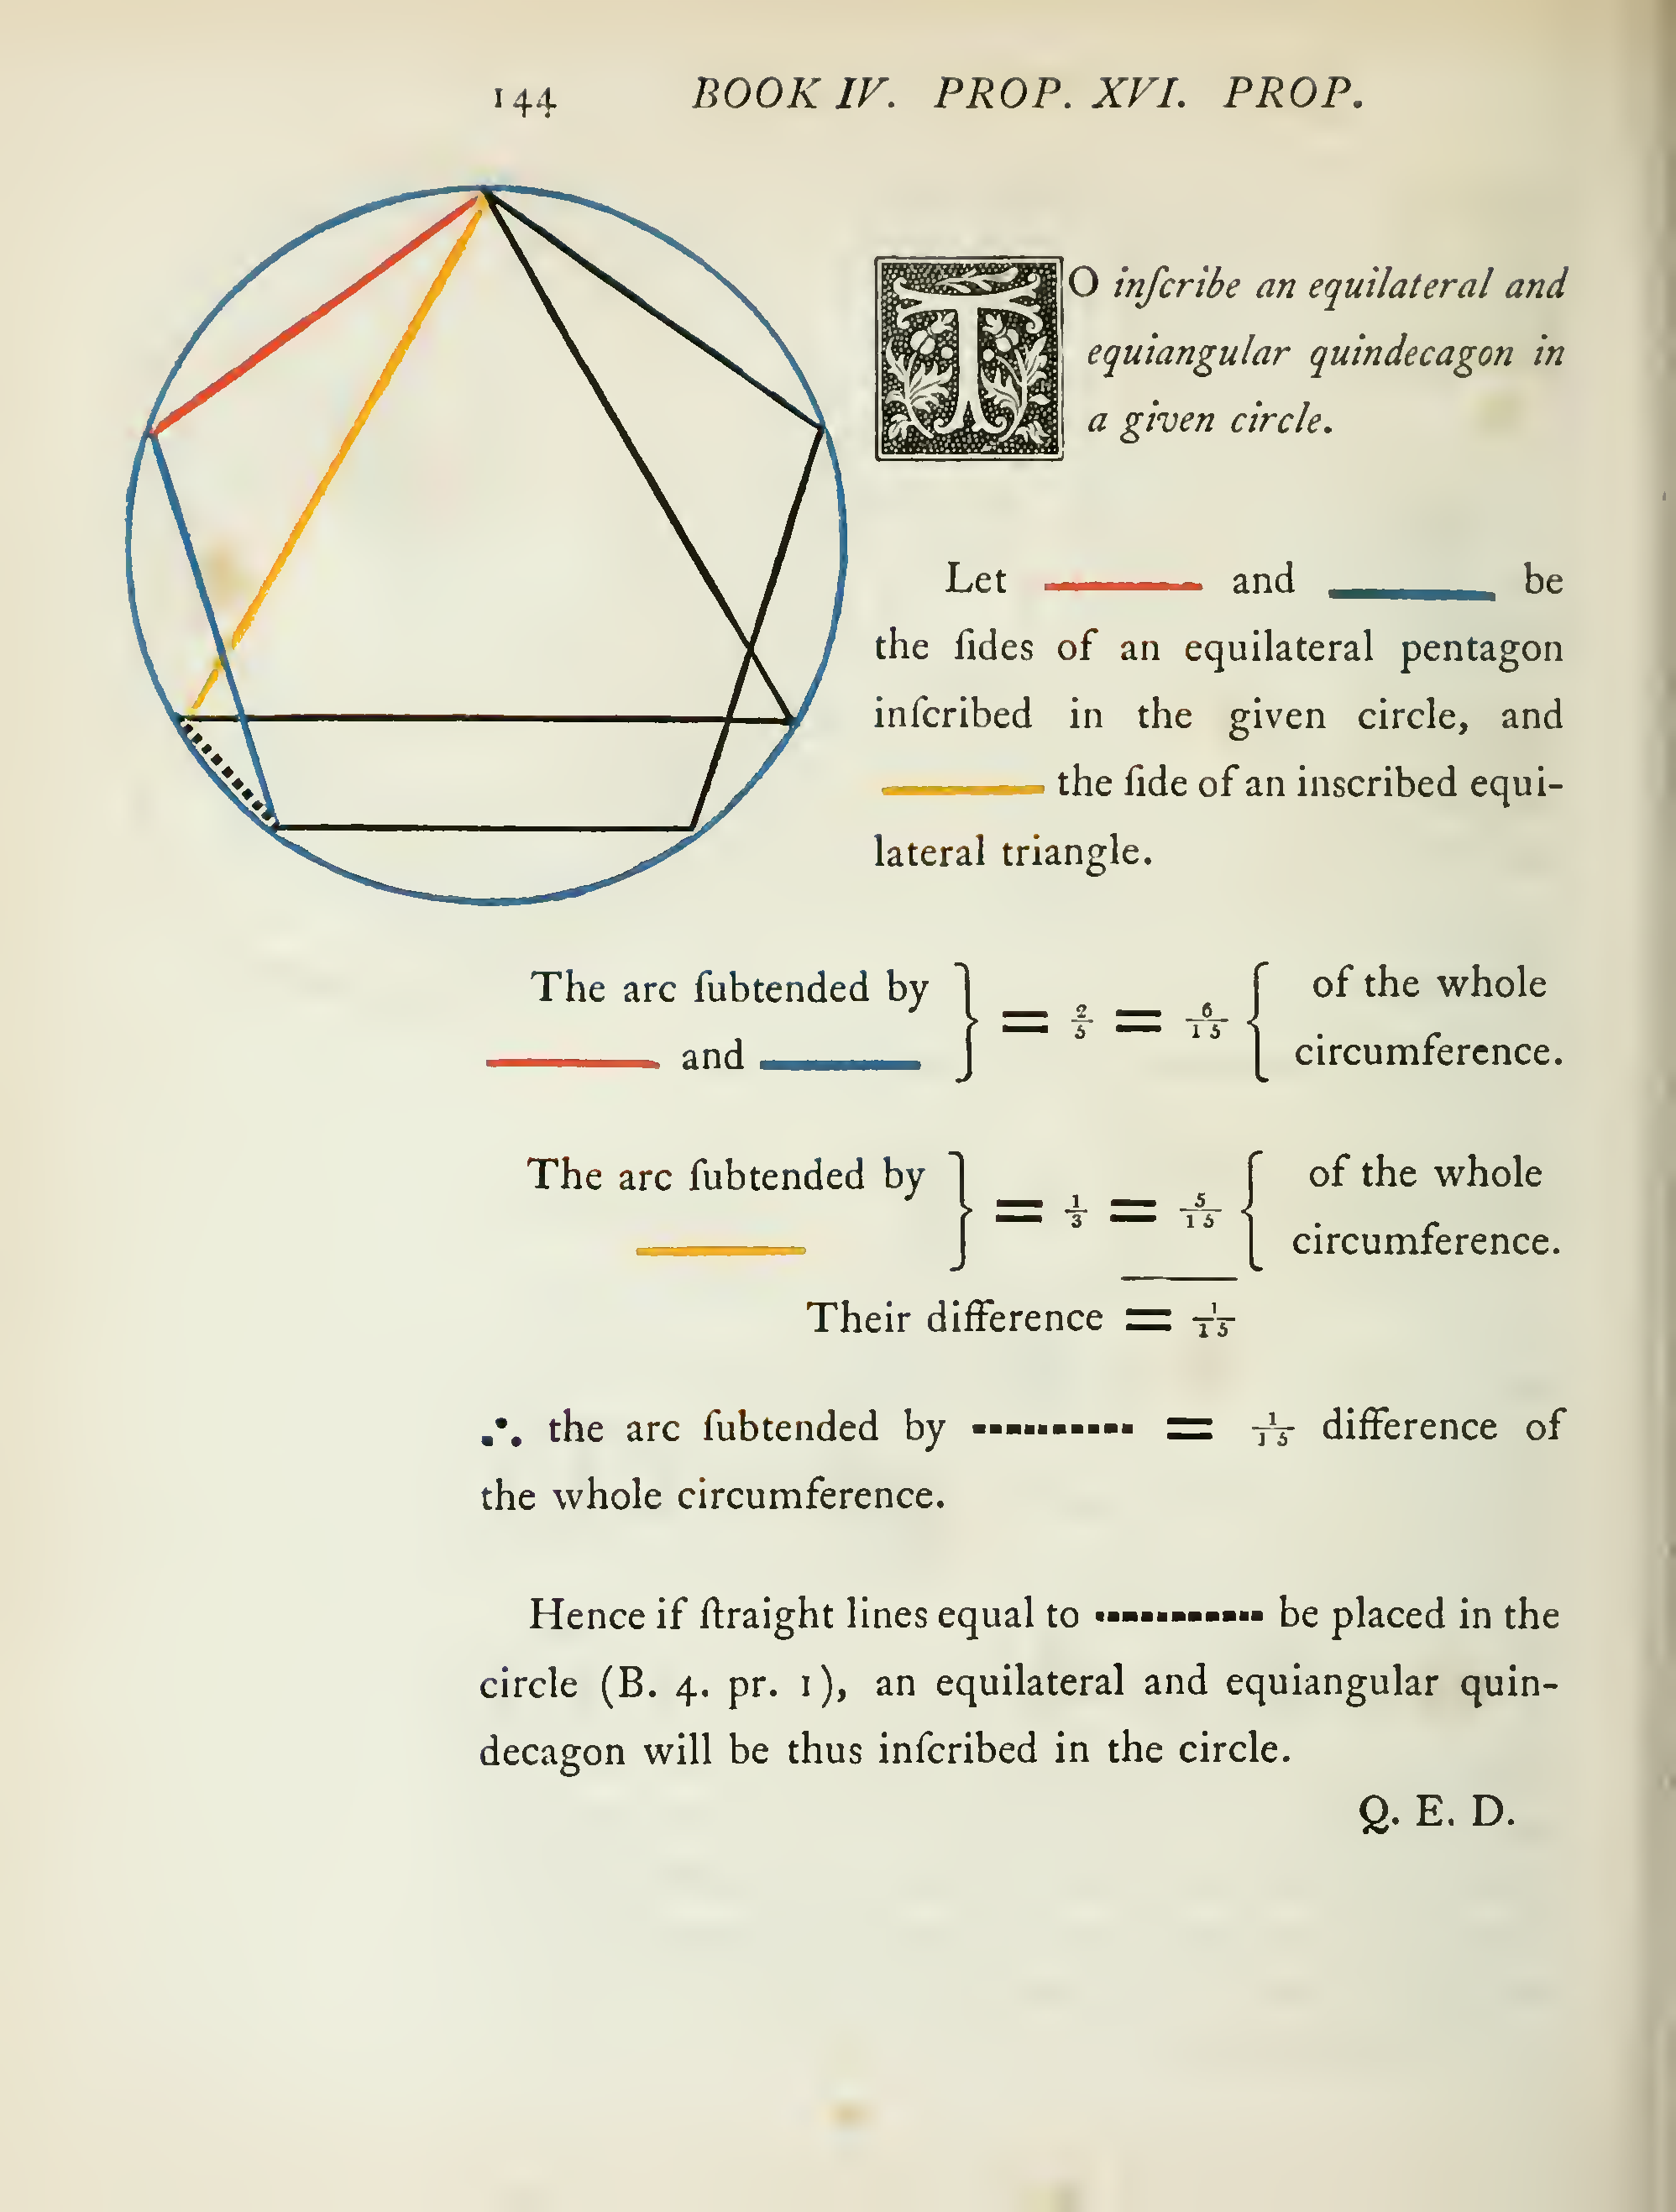 144 BOOK IV. PROP. XVI. PROP.
TO inſcribe an equilateral and
equiangular quindecagon in
a given circle.
Let and be
the ſides of an equilateral pentagon
inſcribed in the given circle, and
the ſide of an inscribed equi-
lateral triangle.
The arc ſubtended by
and } = 2/5 = 6/15 { of the whole
circumference.
The arc ſubtended by
} = 1/3 = 5/15 { of the whole
circumference.
Their difference = 1/15
∴ the arc ſubtended by = 1/15 difference of
the whole circumference.
Hence if ſtraight lines equal to be placed in the
circle (B. 4. pr. 1), an equilateral and equiangular quin-
decagon will be thus inſcribed in the circle.
Q. E. D.